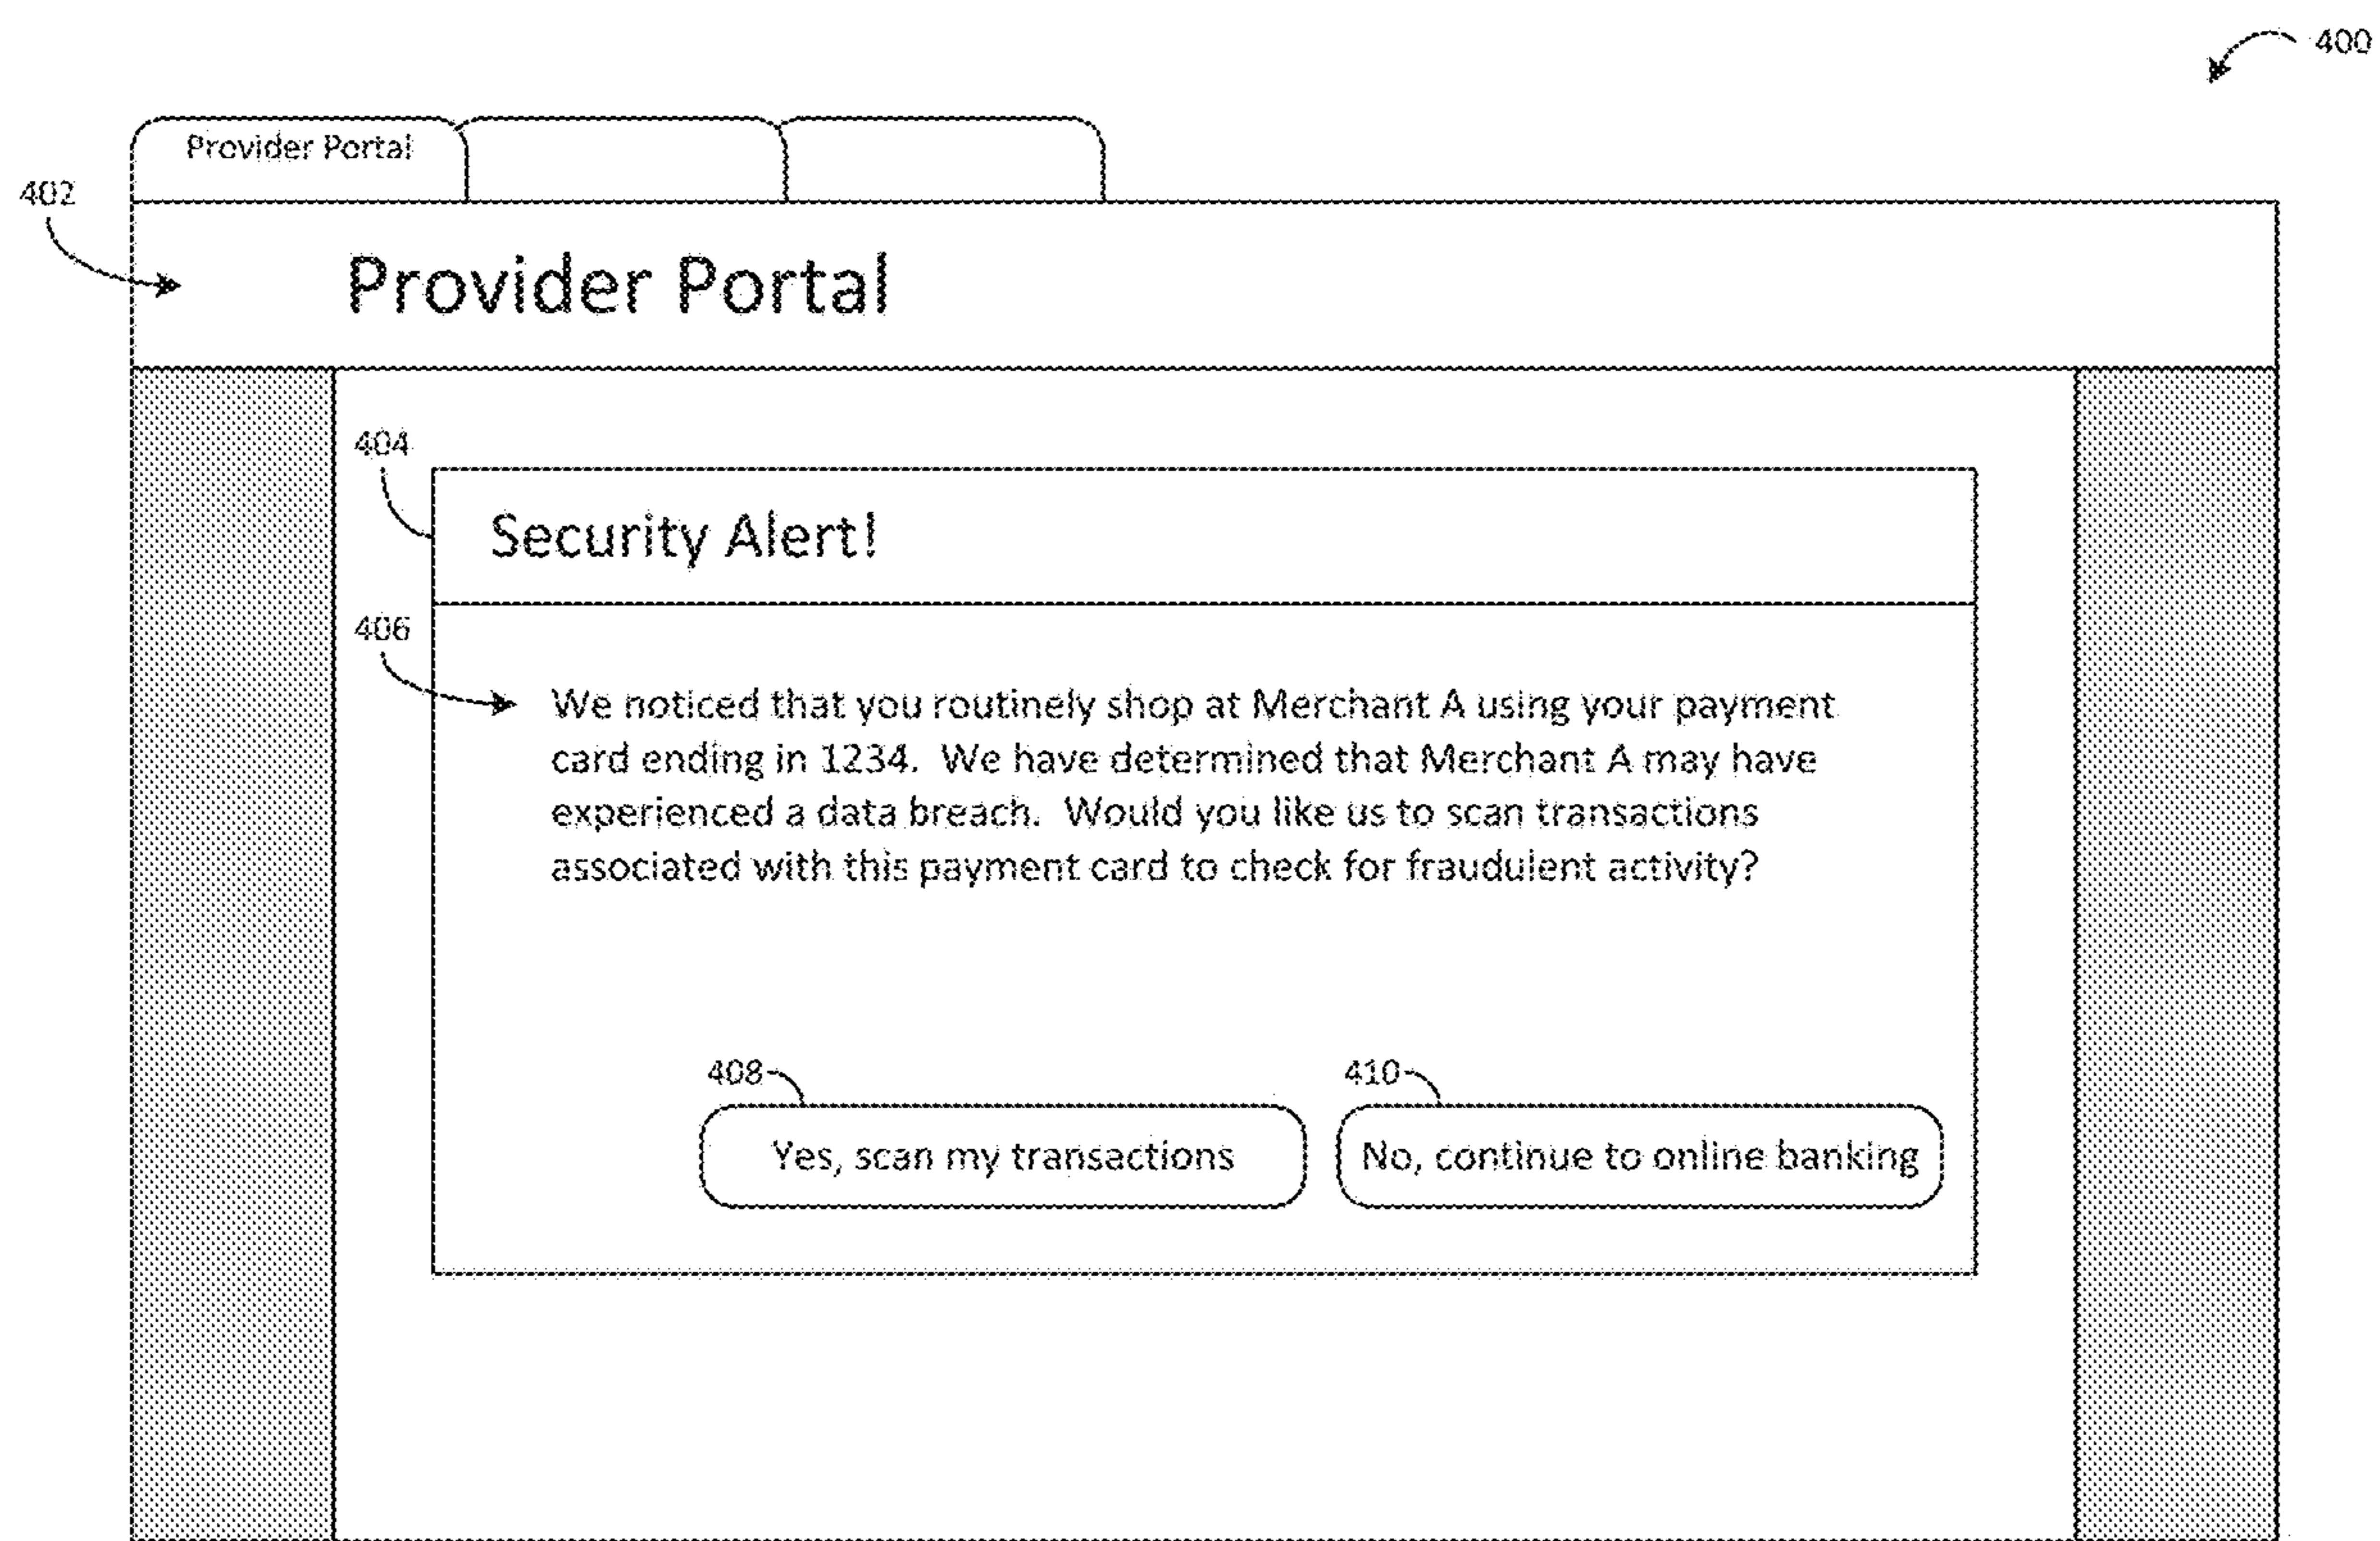 400
Provider Portal
402
Provider Portal
404
Security Alert!
406
We noticed that you routinely shop at Merchant A using your payment
card ending in 1234.  We have determined that Merchant A may have
experienced a data breach.  Would you like us to scan transactions
associated with this payment card to check for fraudulent activity?
408
410
Yes, scan my transactions
No, continue to online banking